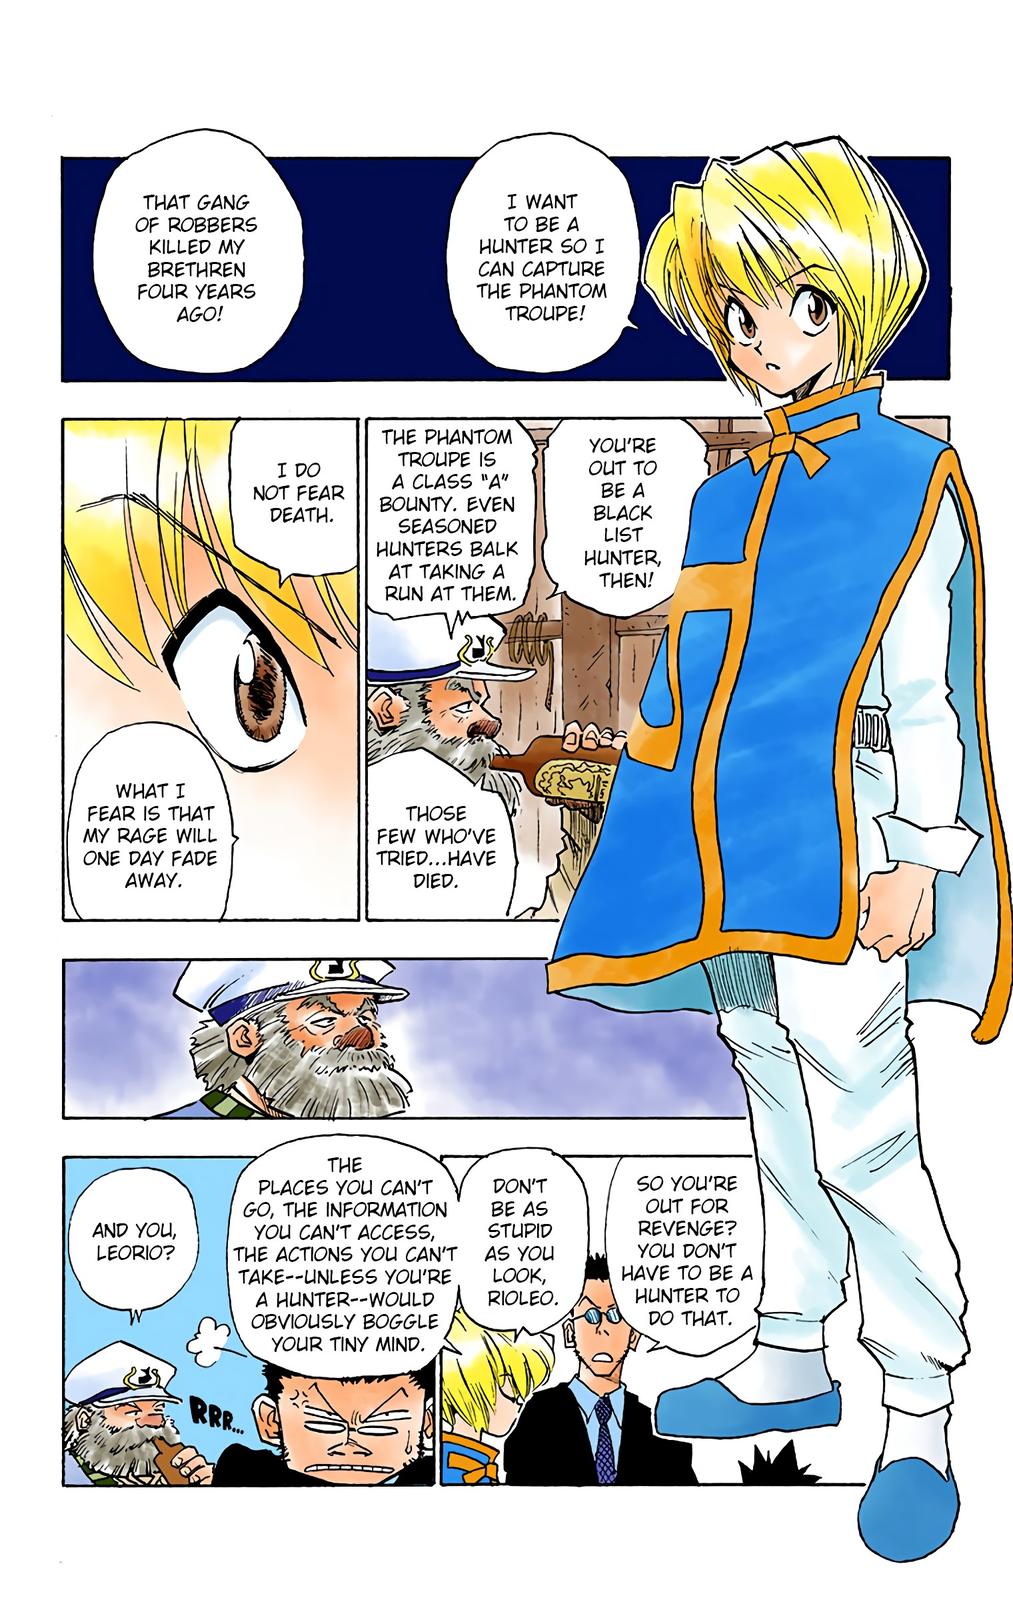 I WANT
TO BE A
HUNTER SO I
CAN CAPTURE
THE PHANTOM
TROUPE!
THAT GANG
OF ROBBERS
KILLED MY
BRETHREN
FOUR YEARS
AGO!
YOU'RE
OUT TO
BE A
BLACK
LIST
HUNTER,
THEN!
THE PHANTOM
TROUPE IS
A CLASS "A"
BOUNTY. EVEN
SEASONED
HUNTERS BALK
AT TAKING A
RUN AT THEM.
THOSE
FEW WHO'VE
TRIED...HAVE
DIED.
I DO
NOT FEAR
DEATH.
WHAT I
FEAR IS THAT
MY RAGE WILL
ONE DAY FADE
AWAY.
SO YOU'RE
OUT FOR
REVENGE?
YOU DON'T
HAVE TO BE A
HUNTER TO
DO THAT.
DON'T
BE AS
STUPID
AS YOU
LOOK,
RIOLEO.
THE
PLACES YOU CAN'T
GO, THE INFORMATION
YOU CAN'T ACCESS,
THE ACTIONS YOU CAN'T
TAKE--UNLESS YOU'RE
A HUNTER--WOULD
OBVIOUSLY BOGGLE
YOUR TINY MIND.
RRR...
AND YOU,
LEORIO?